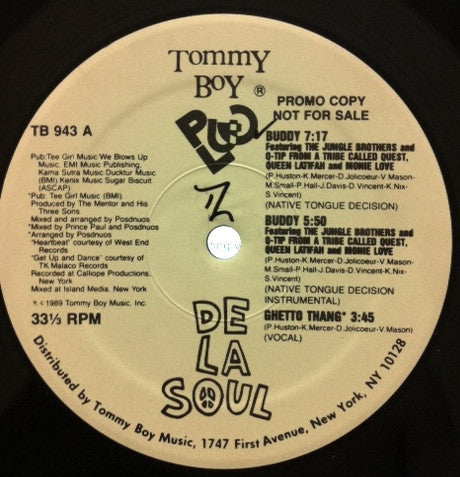 Tommy
Boy ®
PROMO COPY
NOT FOR SALE
TB 943 A
Pub: Tee Girl Music We Blows Up
Music, EMI Music Publishing,
Kama Sutra Music Ducktur Music
(BMI) Kenix Music Sugar Biscuit
(ASCAP)
*Pub: Tee Girl Music (BMI)
Produced by The Mentor and His
Three Sons
Mixed and arranged by Posdnuos
*Mixed by Prince Paul and Posdnuos
*Arranged by Posdnuos
"Heartbeat" courtesy of West End
Records
"Get Up and Dance" courtesy of
TK Malaco Records
Recorded at Calliope Productions,
New York
Mixed at Island Media, New York
℗ © 1989 Tommy Boy Music. Inc.
33⅓ RPM
BUDDY 7:17
Featuring THE JUNGLE BROTHERS and
Q-TIP FROM A TRIBE CALLED QUEST,
QUEEN LATIFAH and MONIE LOVE
(P.Huston-K.Mercer-D.Jolicoeur-V.Mason-
M.Small-P.Hall-J.Davis-D.Vincent-K.Nix-
S.Vincent)
(NATIVE TONGUE DECISION)
BUDDY 5:50
Featuring THE JUNGLE BROTHERS and
Q-TIP FROM A TRIBE CALLED QUEST,
QUEEN LATIFAH and MONIE LOVE
(P.Huston-K.Mercer-D.Jolicoeur-V.Mason-
M.Small-P.Hall-J.Davis-D.Vincent-K.Nix-
S.Vincent)
(NATIVE TONGUE DECISION
INSTRUMENTAL)
GHETTO THANG* 3:45
(P.Huston-K.Mercer-D.Jolicoeur-V.Mason)
(VOCAL)
DE
LA
SOUL
Distributed by Tommy Boy Music, 1747 First Avenue, New York, NY 10128